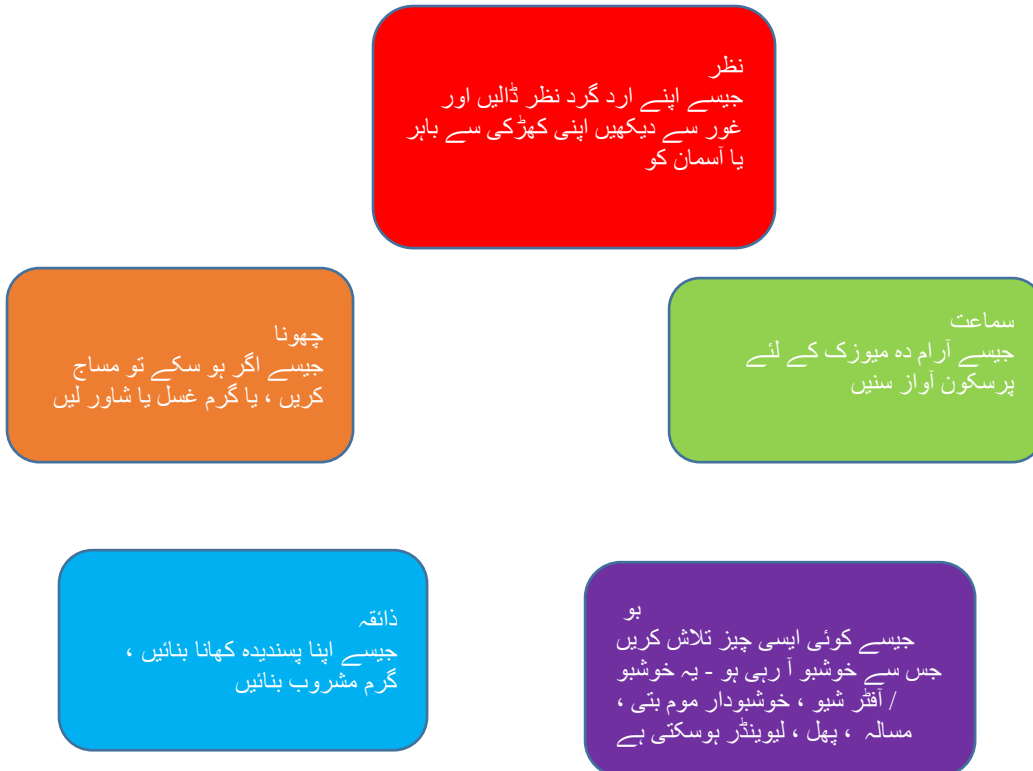 نظر
جیسے اپنے ارد گرد نظر ڈالیں اور
غور سے دیکھیں اپنی کھڑکی سے باہر
یا آسمان کو
سماعت
جیسے آرام دہ میوزک کے لئے
پرسکون آواز سنیں
چھونا
جیسے اگر ہو سکے تو مساج
کریں ، یا گرم غسل یا شاور لیں
بو
جیسے کوئی ایسی چیز تلاش کریں
جس سے خوشبو آ رہی ہو - یہ خوشبو
/ آفٹر شیو ، خوشبودار موم بتی ،
مسالہ ، پھل ، لیوینڈر ہوسکتی ہے
ذائقہ
جیسے اپنا پسندیدہ کھانا بنائیں ،
گرم مشروب بنائیں